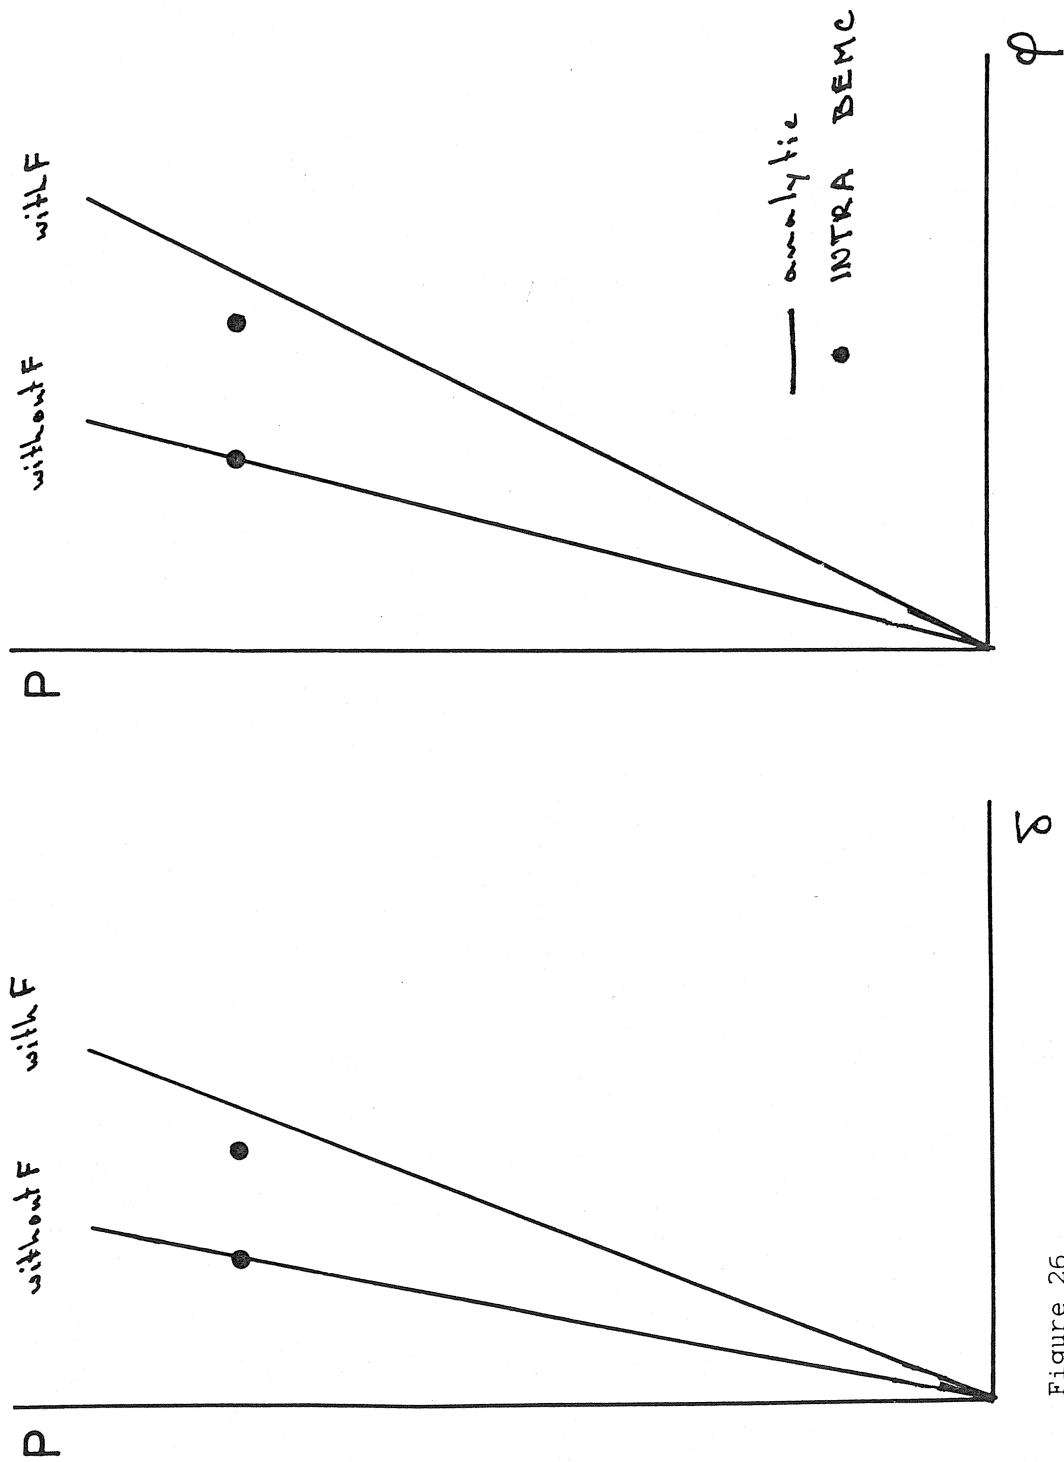 P
without F
with F
δ
P
without F
with F
analytic
INTRA BEMC
φ
Figure 26